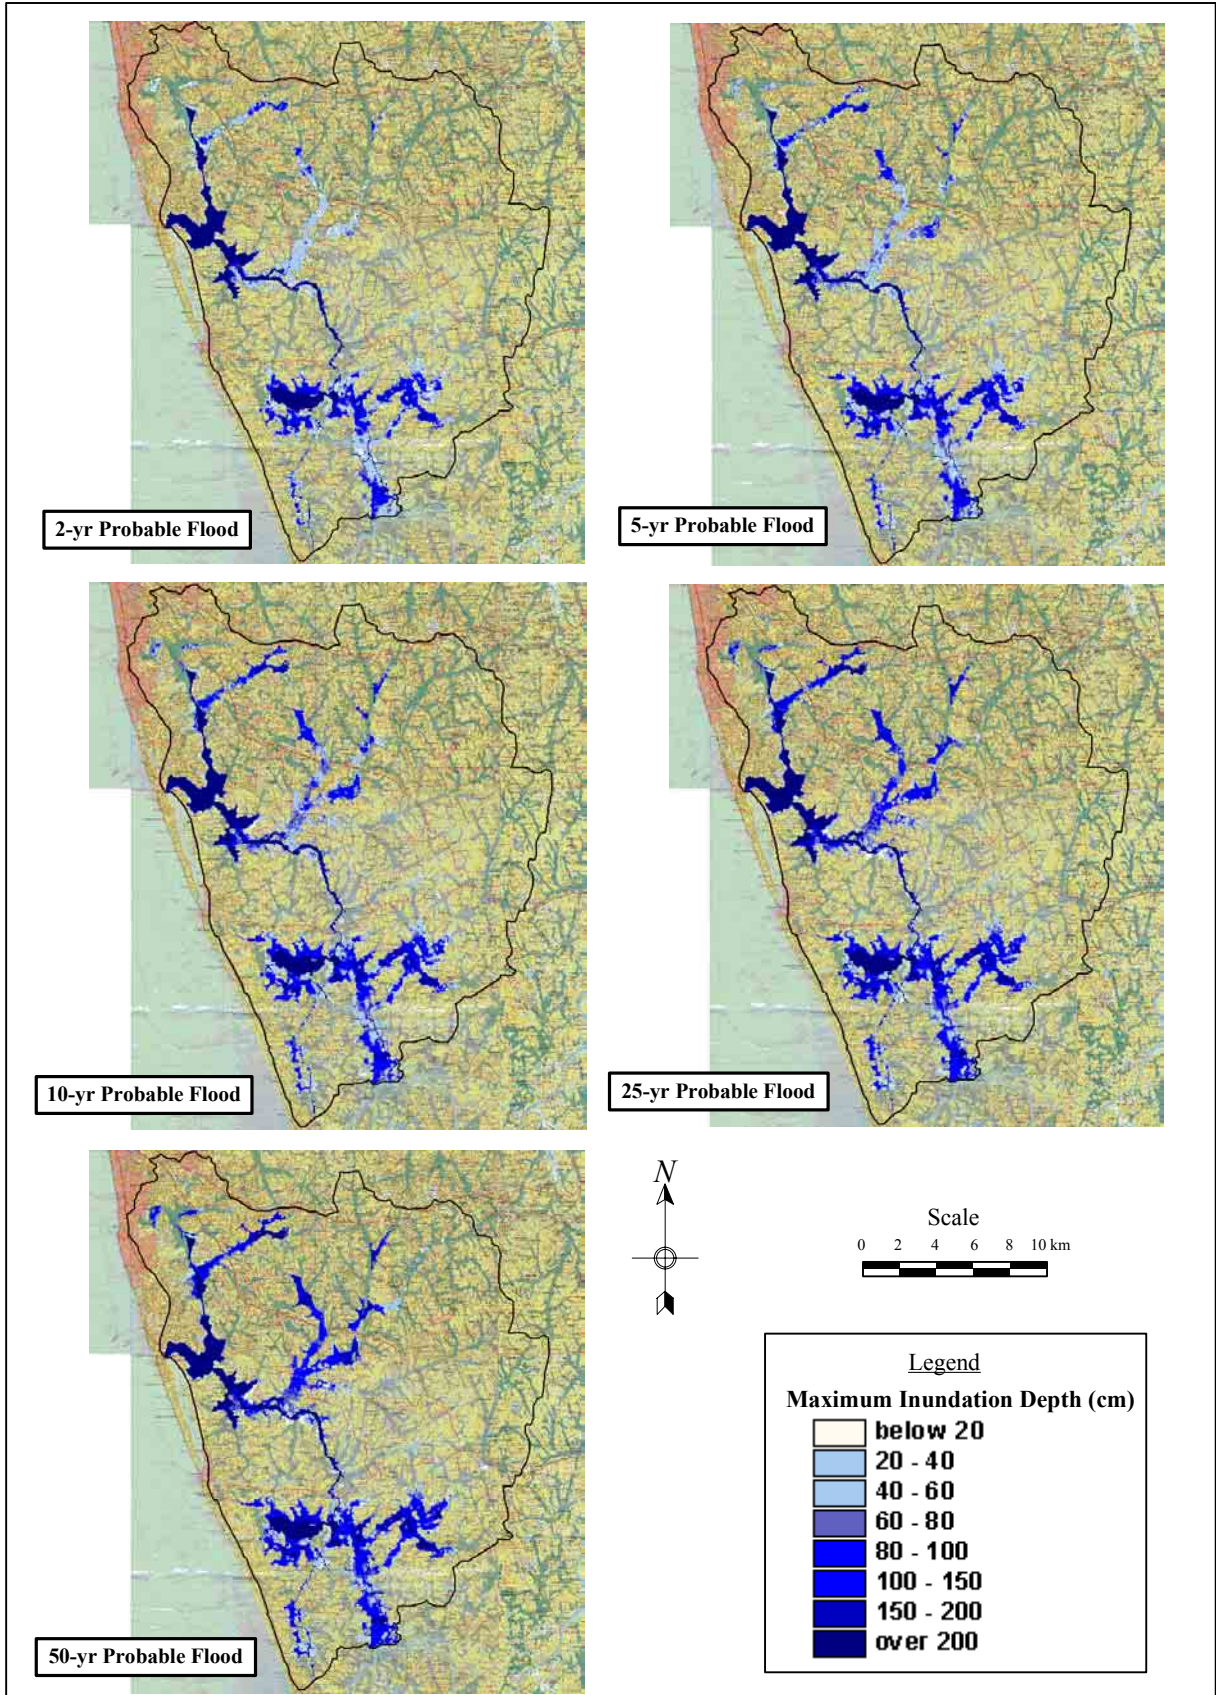 2-yr Probable Flood
5-yr Probable Flood
10-yr Probable Flood
25-yr Probable Flood
50-yr Probable Flood
N
Scale
0 2 4 6 8 10 km
Legend
Maximum Inundation Depth (cm)
below 20
20 - 40
40 - 60
60 - 80
80 - 100
100 - 150
150 - 200
over 200